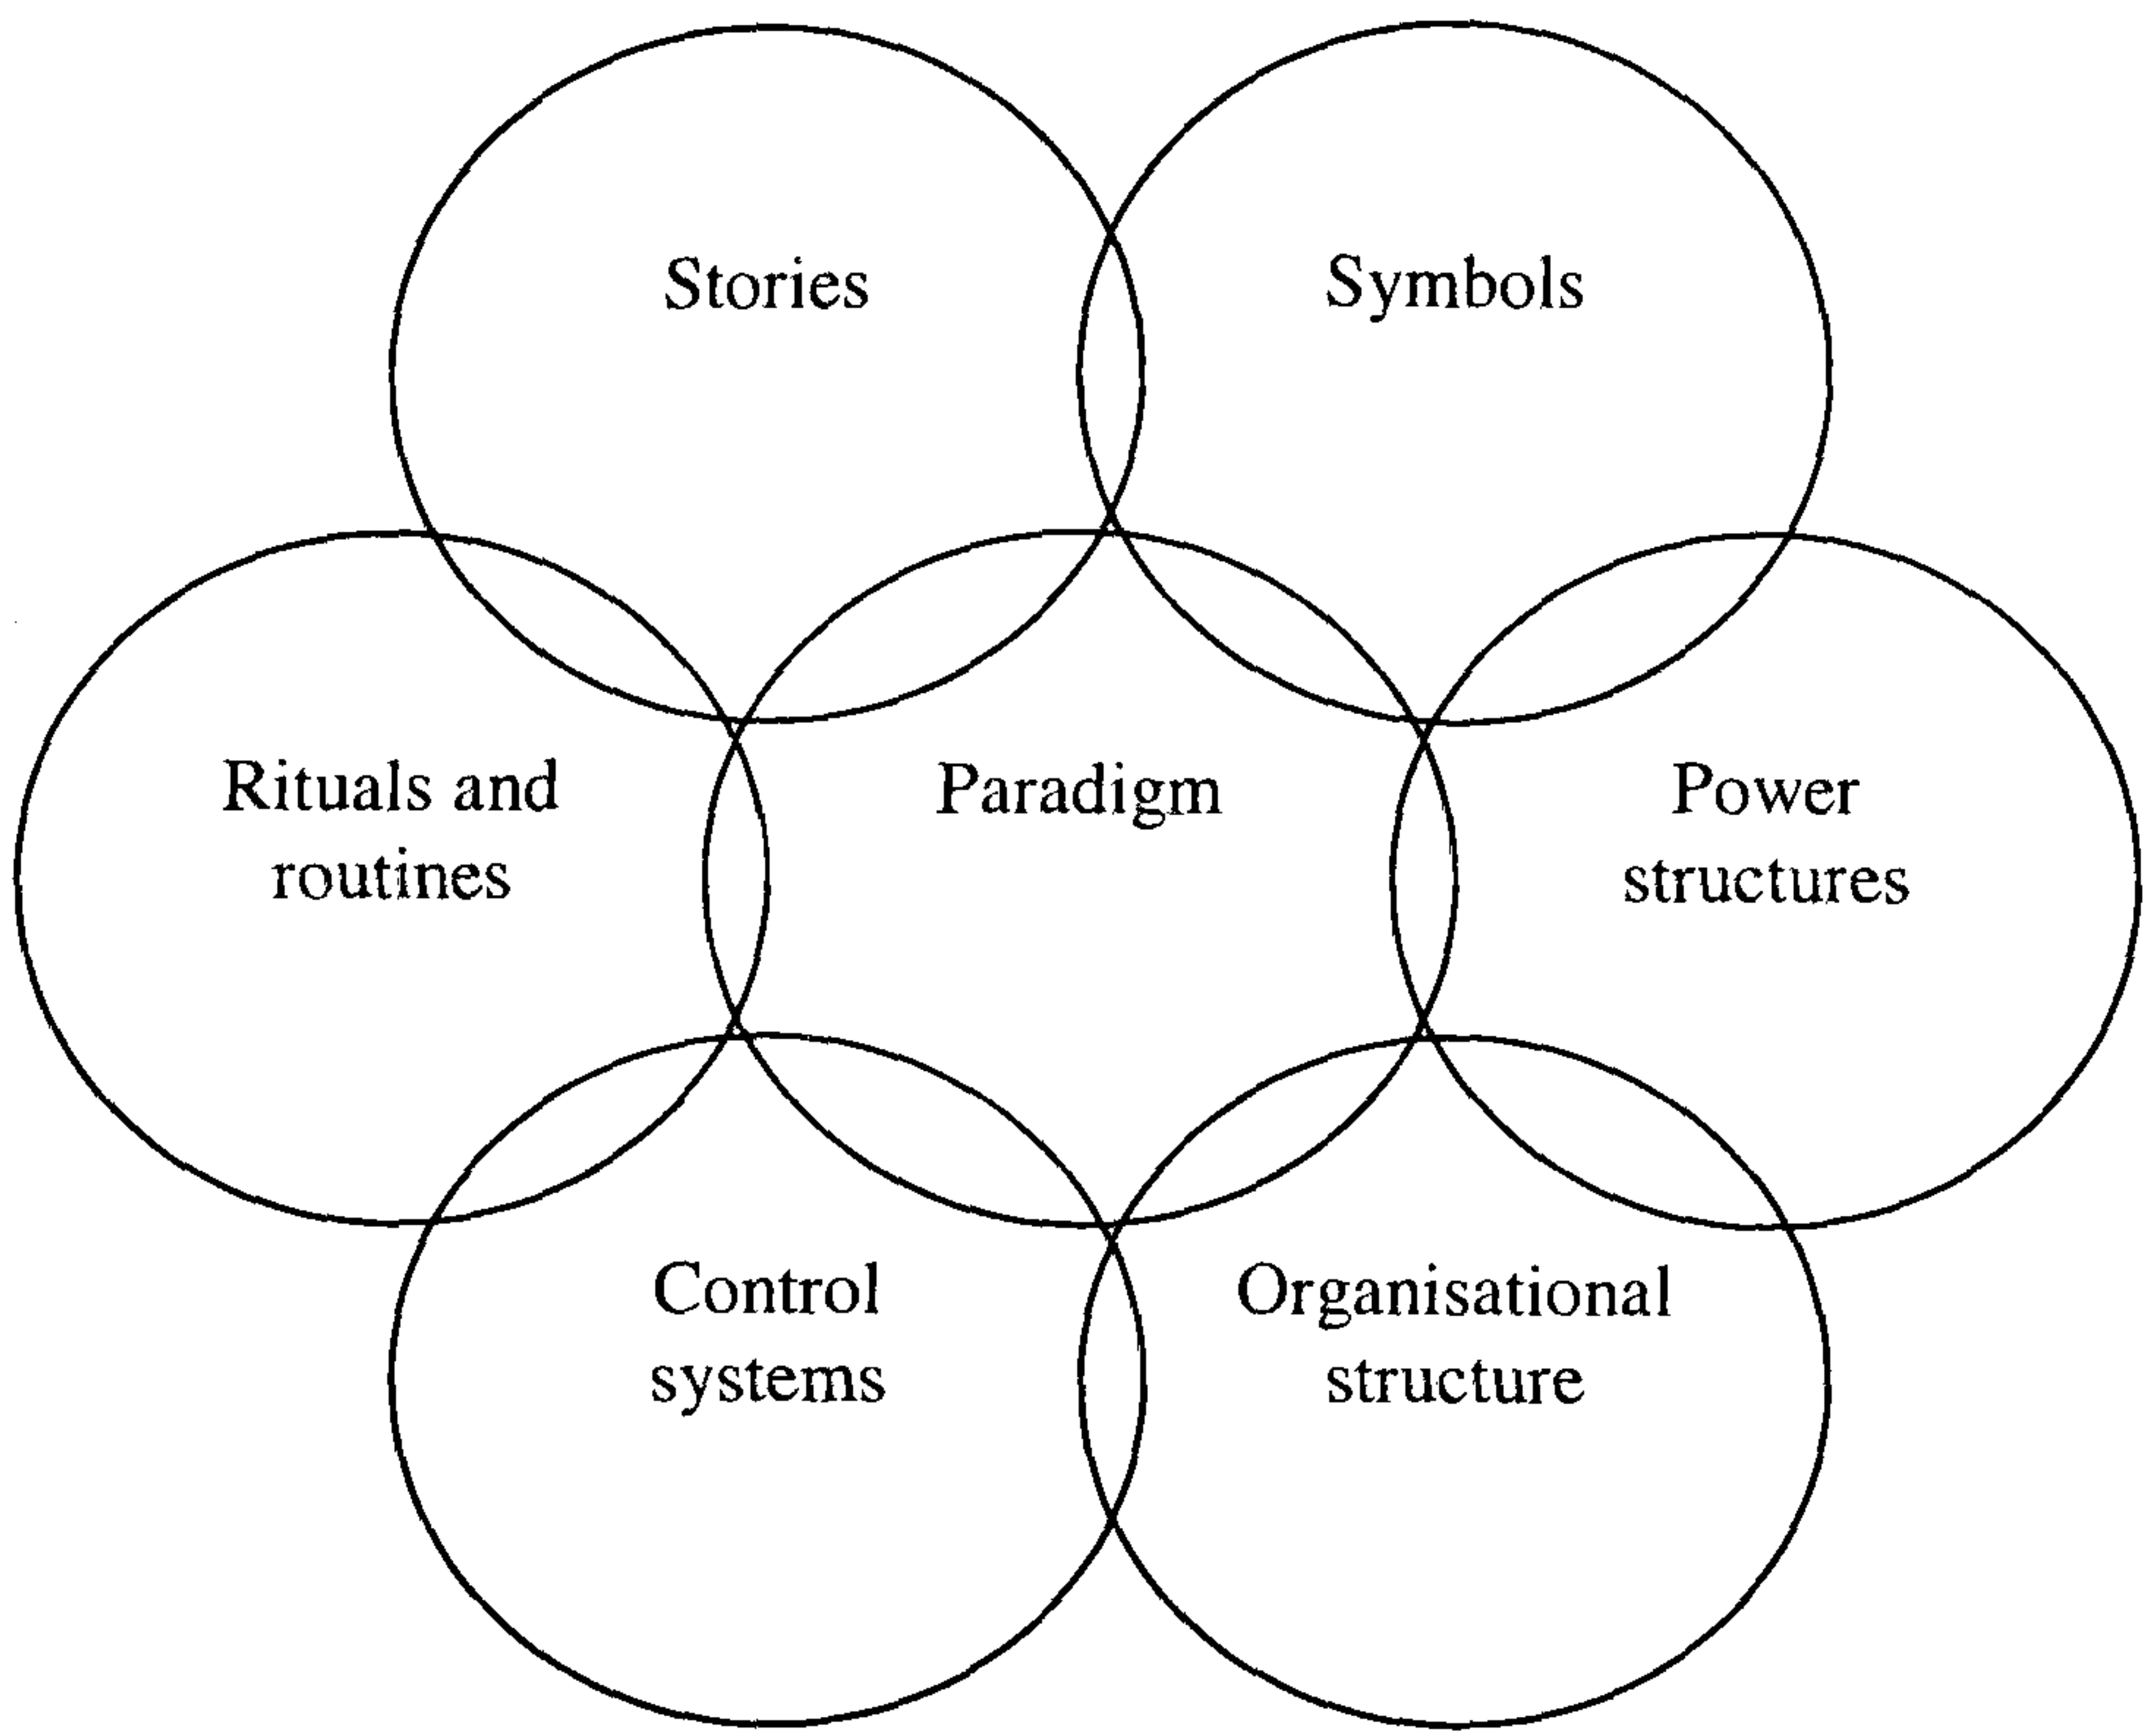 Stories
Symbols
Rituals and
routines
Paradigm
Power
structures
Control
systems
Organisational
structure